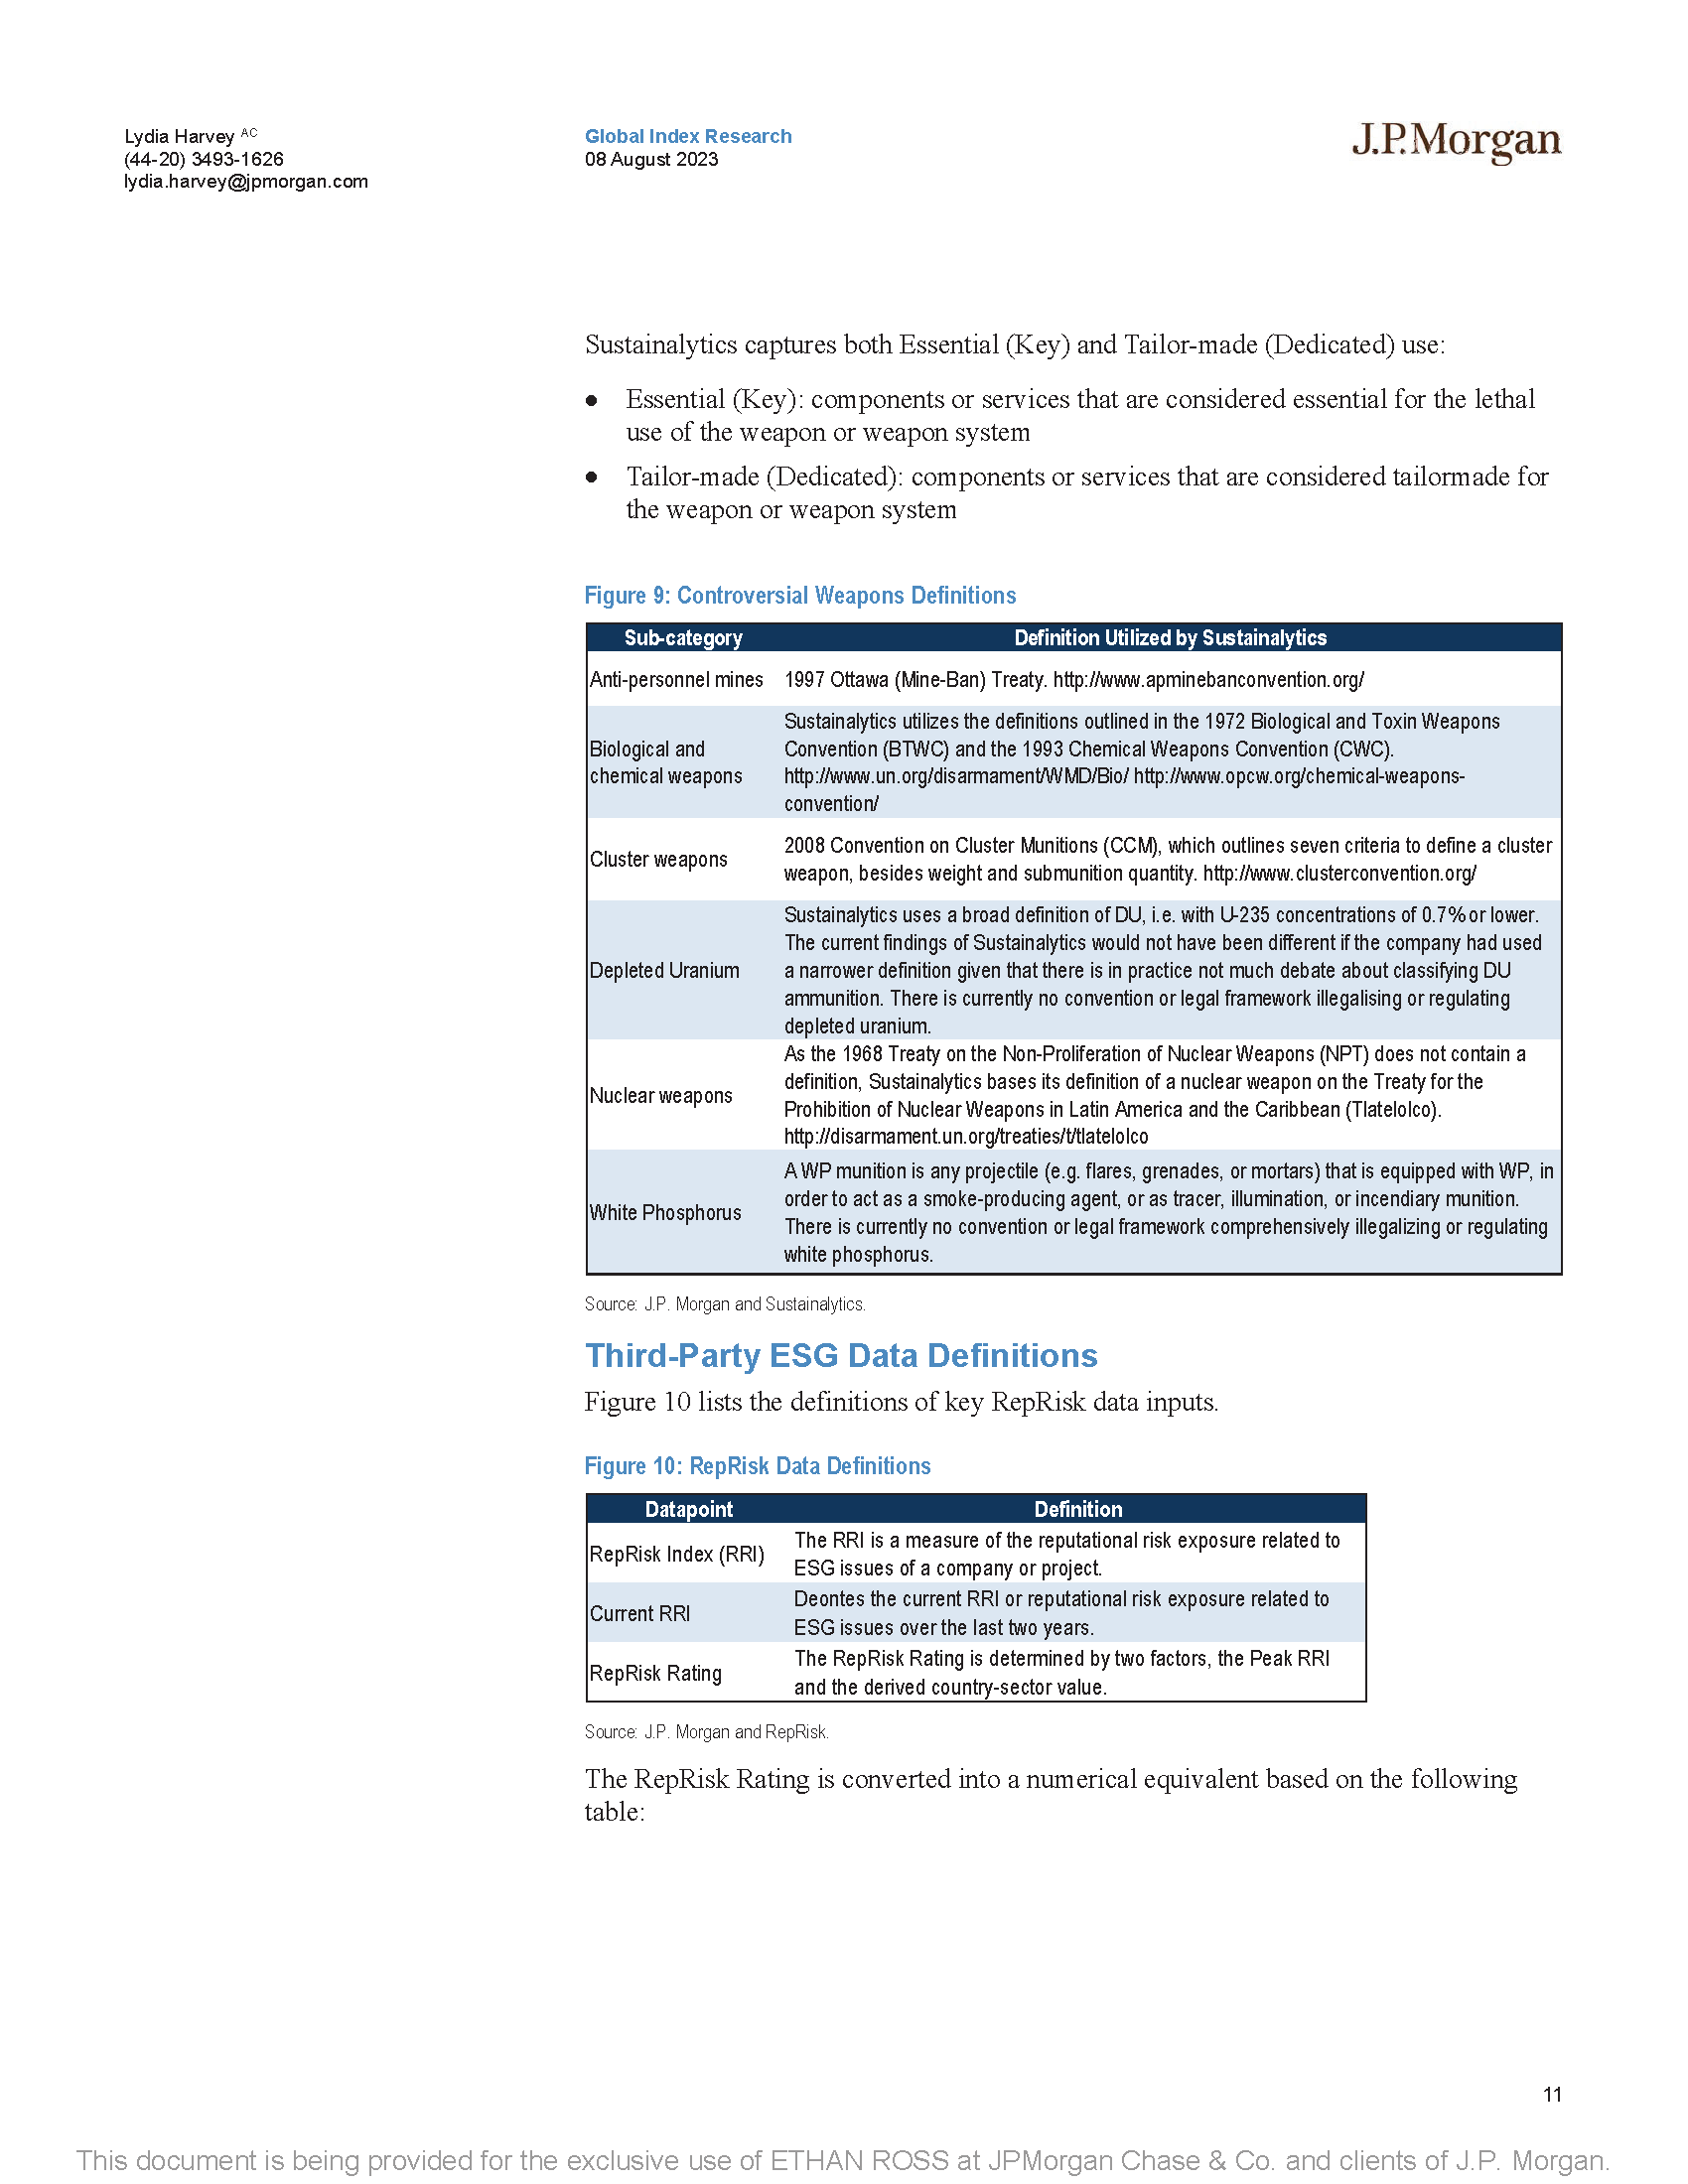 Lydia Harvey AC
(44-20) 3493-1626
lydia.harvey@jpmorgan.com
Global Index Research
08 August 2023
J.P.Morgan
Sustainalytics captures both Essential (Key) and Tailor-made (Dedicated) use:
● Essential (Key): components or services that are considered essential for the lethal
use of the weapon or weapon system
● Tailor-made (Dedicated): components or services that are considered tailormade for
the weapon or weapon system
Figure 9: Controversial Weapons Definitions
Sub-category Definition Utilized by Sustainalytics
Anti-personnel mines 1997 Ottawa (Mine-Ban) Treaty. http://www.apminebanconvention.org/
Biological and
chemical weapons
Sustainalytics utilizes the definitions outlined in the 1972 Biological and Toxin Weapons
Convention (BTWC) and the 1993 Chemical Weapons Convention (CWC).
http://www.un.org/disarmament/WMD/Bio/ http://www.opcw.org/chemical-weapons-
convention/
Cluster weapons
2008 Convention on Cluster Munitions (CCM), which outlines seven criteria to define a cluster
weapon, besides weight and submunition quantity. http://www.clusterconvention.org/
Depleted Uranium
Sustainalytics uses a broad definition of DU, i.e. with U-235 concentrations of 0.7% or lower.
The current findings of Sustainalytics would not have been different if the company had used
a narrower definition given that there is in practice not much debate about classifying DU
ammunition. There is currently no convention or legal framework illegalising or regulating
depleted uranium.
Nuclear weapons
As the 1968 Treaty on the Non-Proliferation of Nuclear Weapons (NPT) does not contain a
definition, Sustainalytics bases its definition of a nuclear weapon on the Treaty for the
Prohibition of Nuclear Weapons in Latin America and the Caribbean (Tlatelolco).
http://disarmament.un.org/treaties/t/tlatelolco
White Phosphorus
A WP munition is any projectile (e.g. flares, grenades, or mortars) that is equipped with WP, in
order to act as a smoke-producing agent, or as tracer, illumination, or incendiary munition.
There is currently no convention or legal framework comprehensively illegalizing or regulating
white phosphorus.
Source: J.P. Morgan and Sustainalytics.
Third-Party ESG Data Definitions
Figure 10 lists the definitions of key RepRisk data inputs.
Figure 10: RepRisk Data Definitions
Datapoint Definition
RepRisk Index (RRI)
The RRI is a measure of the reputational risk exposure related to
ESG issues of a company or project.
Current RRI
Deontes the current RRI or reputational risk exposure related to
ESG issues over the last two years.
RepRisk Rating
The RepRisk Rating is determined by two factors, the Peak RRI
and the derived country-sector value.
Source: J.P. Morgan and RepRisk.
The RepRisk Rating is converted into a numerical equivalent based on the following
table:
11
This document is being provided for the exclusive use of ETHAN ROSS at JPMorgan Chase & Co. and clients of J.P. Morgan.